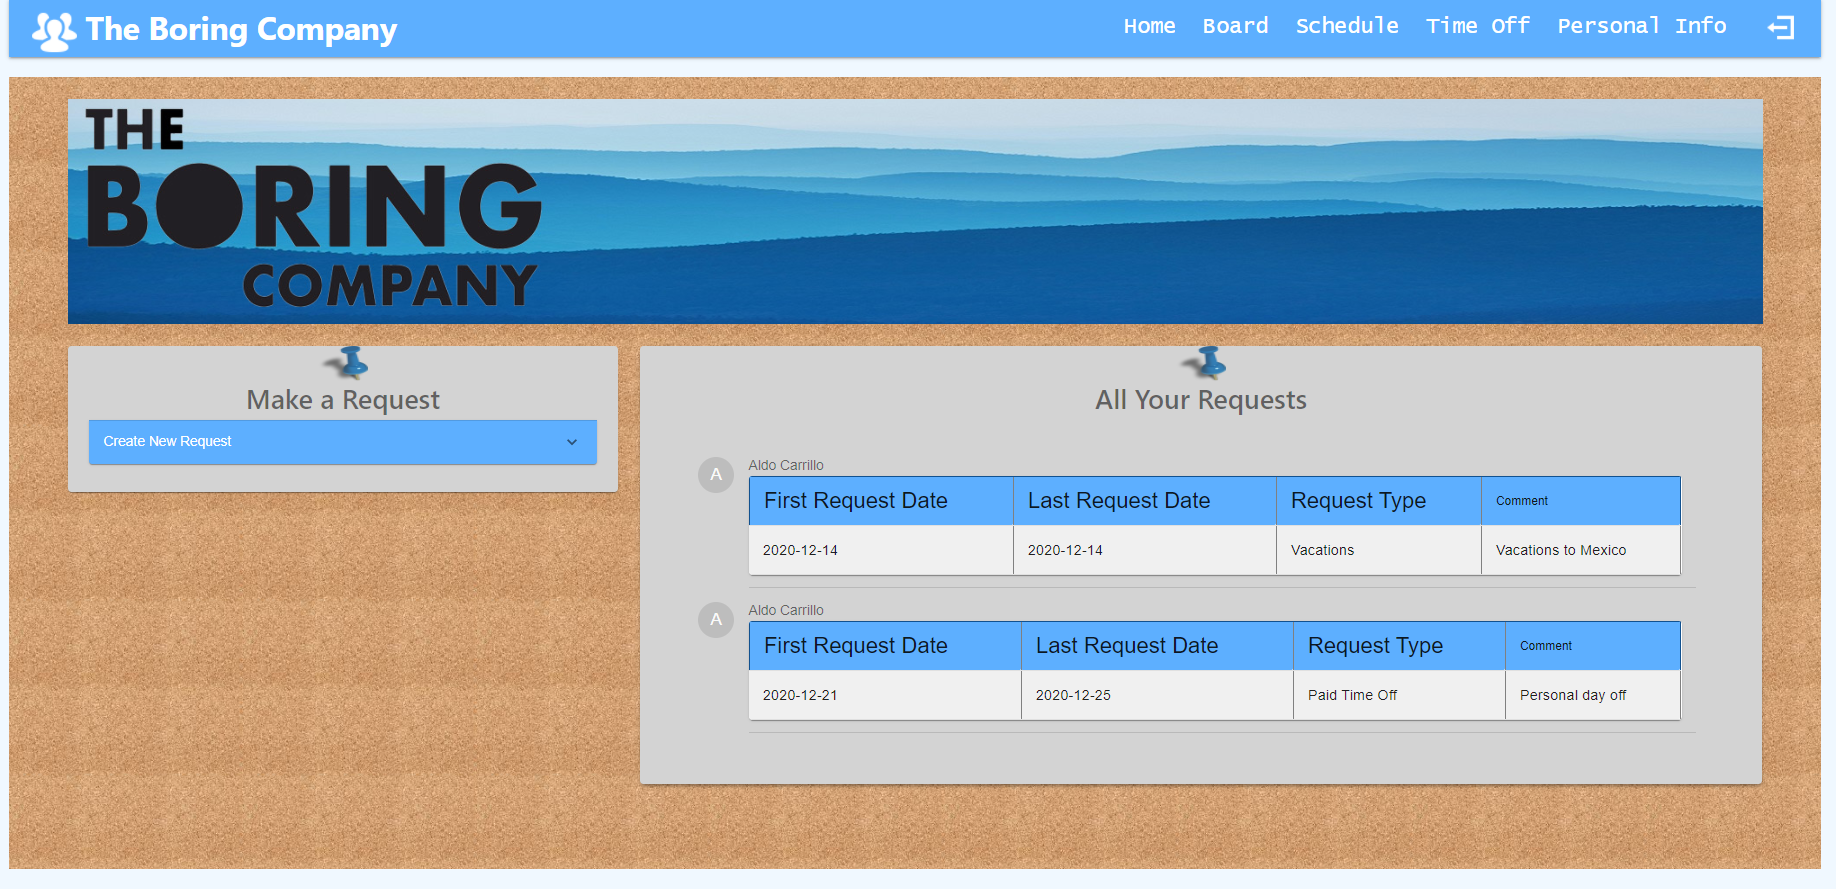 The Boring Company
Home Board Schedule Time Off Personal Info
THE
BORING
COMPANY
Make a Request
Create New Request
All Your Requests
A Aldo Carrillo
First Request Date Last Request Date Request Type Comment
2020-12-14 2020-12-14 Vacations Vacations to Mexico
A Aldo Carrillo
First Request Date Last Request Date Request Type Comment
2020-12-21 2020-12-25 Paid Time Off Personal day off